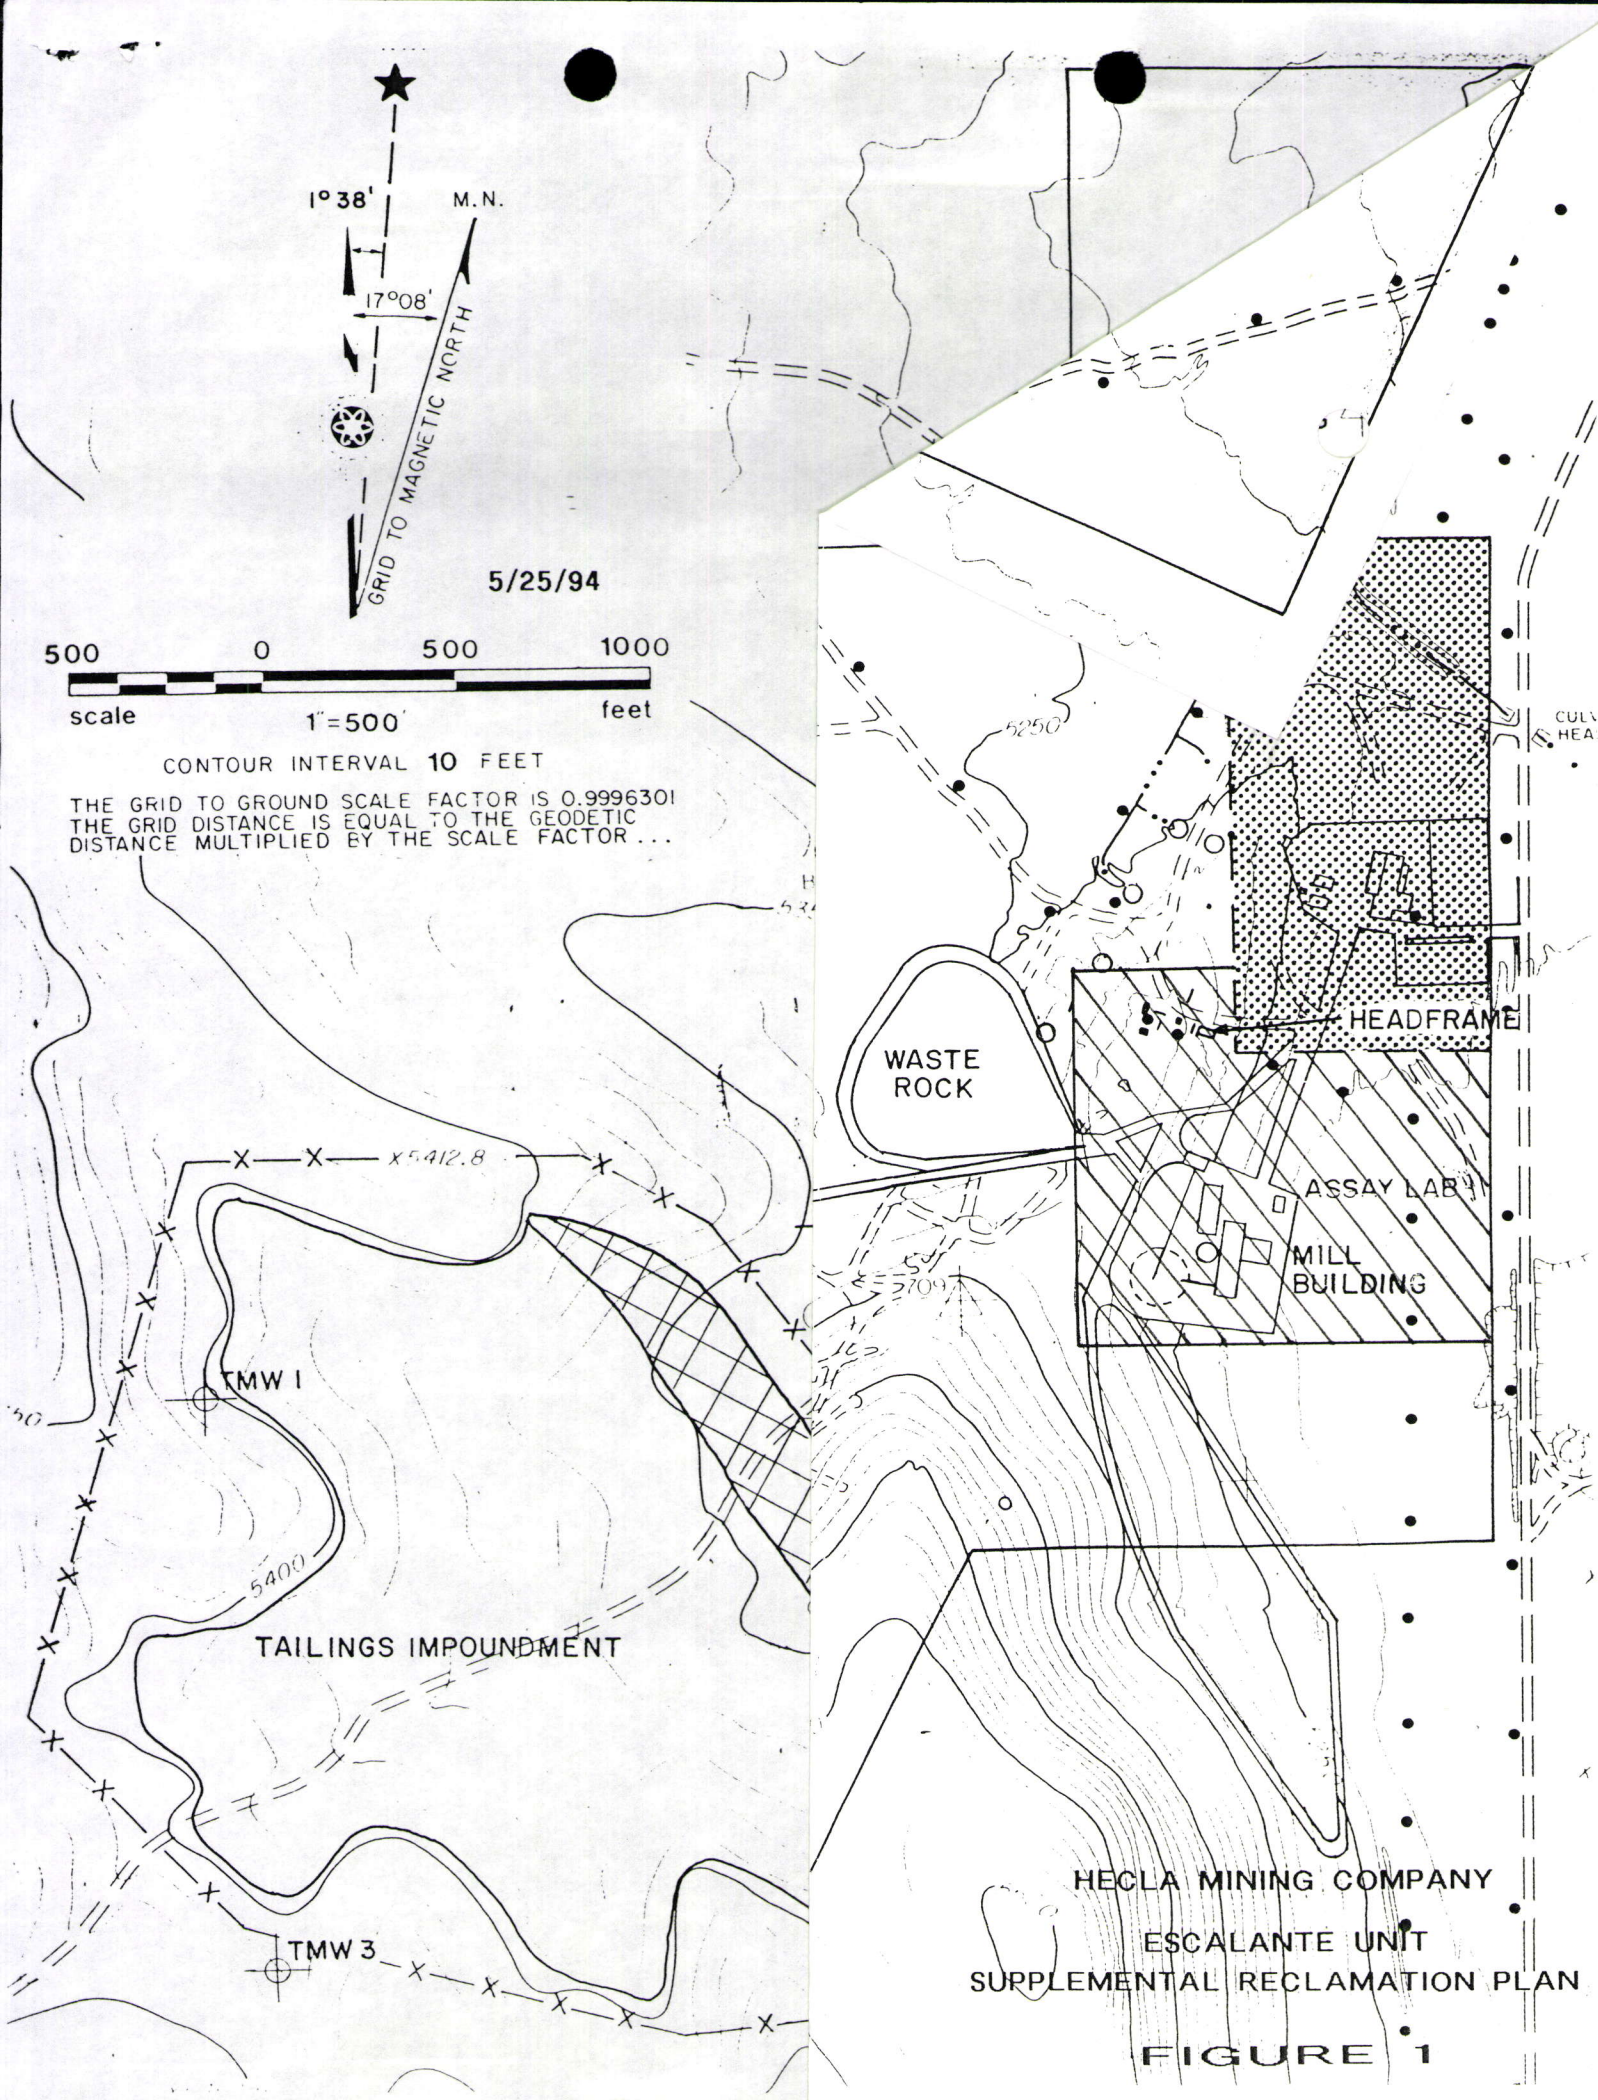 1°38'
M.N.
17°08'
GRID TO MAGNETIC NORTH
5/25/94
500 0 500 1000
scale 1"=500' feet
CONTOUR INTERVAL 10 FEET
THE GRID TO GROUND SCALE FACTOR IS 0.9996301
THE GRID DISTANCE IS EQUAL TO THE GEODETIC
DISTANCE MULTIPLIED BY THE SCALE FACTOR ...
5250
HEADFRAME
WASTE
ROCK
x5412.8
ASSAY LAB
MILL
BUILDING
TMW 1
5400
TAILINGS IMPOUNDMENT
TMW 3
HECLA MINING COMPANY
ESCALANTE UNIT
SUPPLEMENTAL RECLAMATION PLAN
FIGURE 1